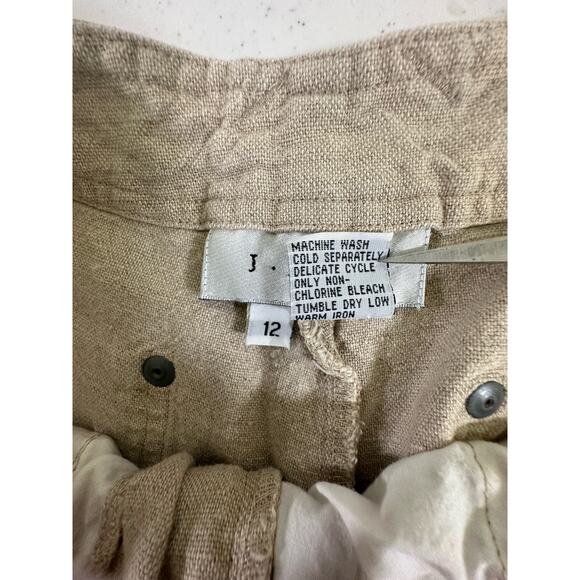 J .
MACHINE WASH
COLD SEPARATELY
DELICATE CYCLE
ONLY NON-
CHLORINE BLEACH
TUMBLE DRY LOW
WARM IRON
12